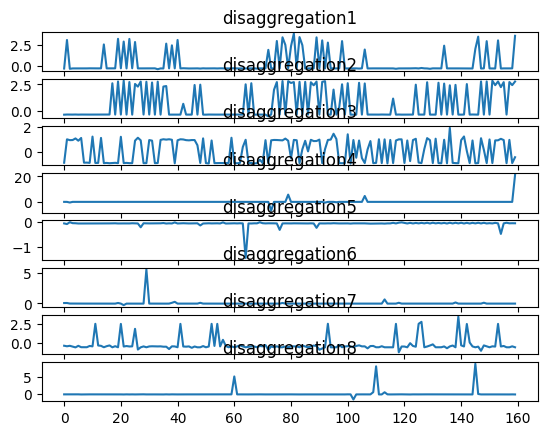 disaggregation1
2.5
0.0
disaggregation2
2.5
0.0
disaggregation3
2
0
disaggregation4
20
0
disaggregation5
0
−1
disaggregation6
5
0
disaggregation7
2.5
0.0
disaggregation8
5
0
0 20 40 60 80 100 120 140 160